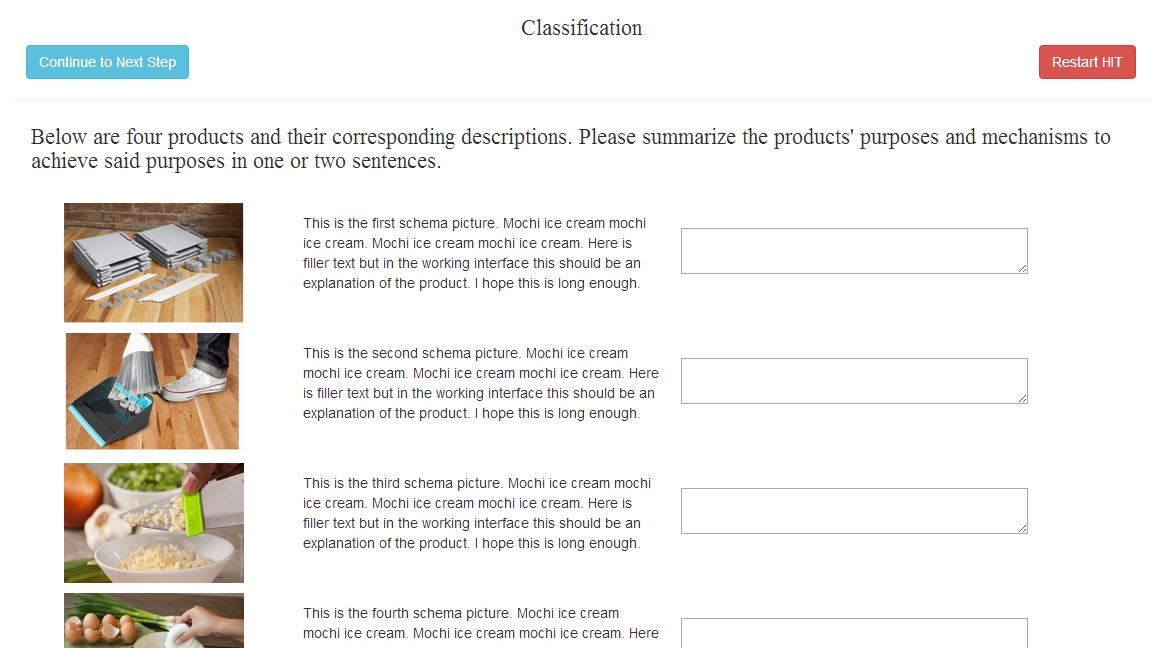 Classification
Continue to Next Step
Restart HIT
Below are four products and their corresponding descriptions. Please summarize the products' purposes and mechanisms to
achieve said purposes in one or two sentences.
This is the first schema picture. Mochi ice cream mochi
ice cream. Mochi ice cream mochi ice cream. Here is
filler text but in the working interface this should be an
explanation of the product. I hope this is long enough.
This is the second schema picture. Mochi ice cream
mochi ice cream. Mochi ice cream mochi ice cream. Here
is filler text but in the working interface this should be an
explanation of the product. I hope this is long enough.
This is the third schema picture. Mochi ice cream mochi
ice cream. Mochi ice cream mochi ice cream. Here is
filler text but in the working interface this should be an
explanation of the product. I hope this is long enough.
This is the fourth schema picture. Mochi ice cream
mochi ice cream. Mochi ice cream mochi ice cream. Here